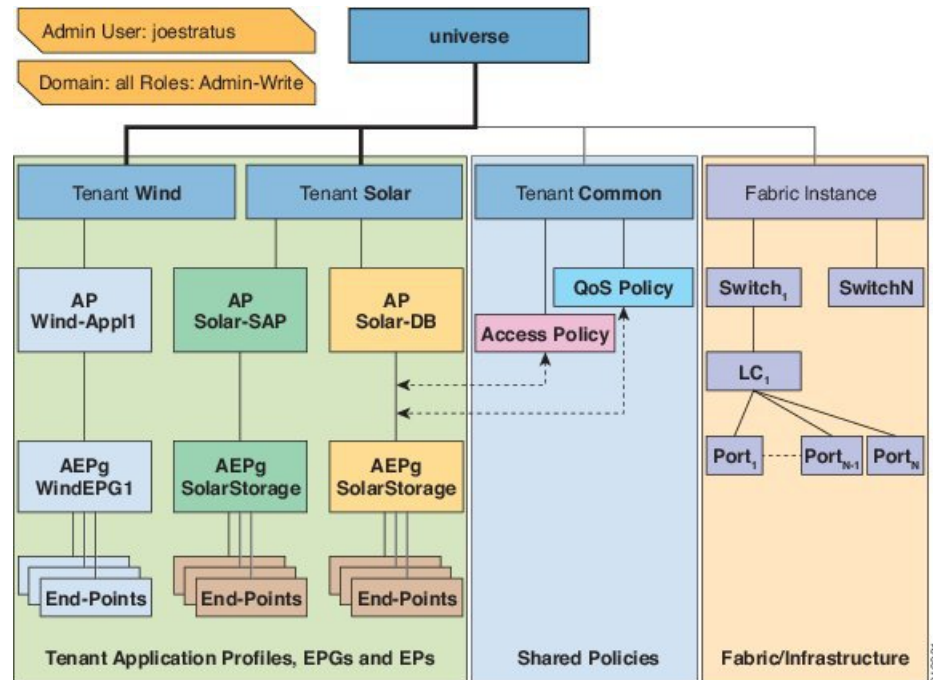 Admin User: joestratus
universe
Domain: all Roles: Admin-Write
Tenant Wind
Tenant Solar
Tenant Common
Fabric Instance
AP
Wind-Appl1
AP
Solar-SAP
AP
Solar-DB
QoS Policy
Access Policy
Switch1
SwitchN
LC1
AEPg
WindEPG1
AEPg
SolarStorage
AEPg
SolarStorage
Port1
PortN-1
PortN
End-Points
End-Points
End-Points
Tenant Application Profiles, EPGs and EPs
Shared Policies
Fabric/Infrastructure